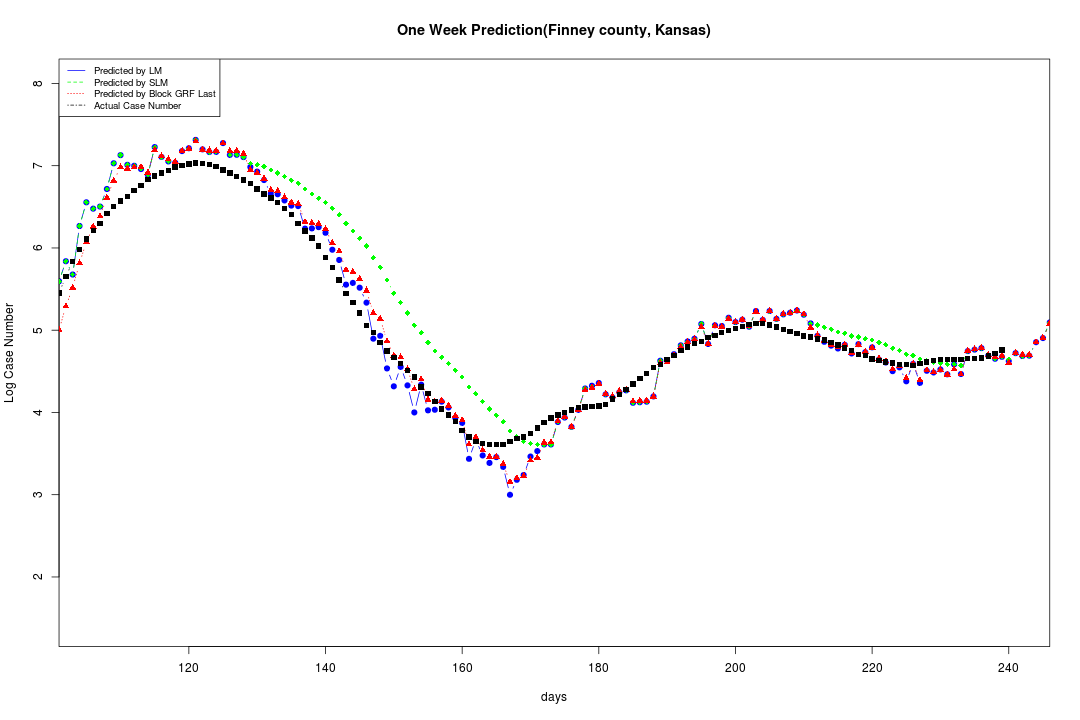 One Week Prediction(Finney county, Kansas)
Predicted by LM
Predicted by SLM
Predicted by Block GRF Last
Actual Case Number
8
7
6
5
4
3
2
Log Case Number
120 140 160 180 200 220 240
days